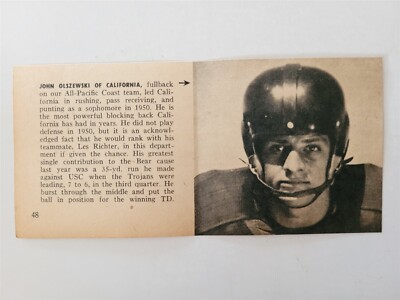 JOHN OLSZEWSKI OF CALIFORNIA, fullback
on our All-Pacific Coast team, led Cali-
fornia in rushing, pass receiving, and
punting as a sophomore in 1950. He is
the most powerful blocking back Calif
fornia has had in years. He did not play
defense in 1950, but it is an acknowl-
edged fact that he would rank with his
teammate, Les Richter, in this depart-
ment if given the chance. His greatest
single contribution to the Bear cause
last year was a 35-yd. run he made
against USC when the Trojans were
leading, 7 to 6, in the third quarter. He
burst through the middle and put the
ball in position for the winning TD.
48